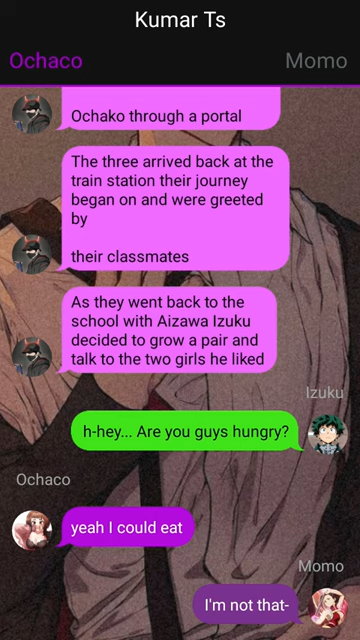 Kumar Ts
Ochaco
Momo
Ochako through a portal
The three arrived back at the
train station their journey
began on and were greeted
by
their classmates
As they went back to the
school with Aizawa Izuku
decided to grow a pair and
talk to the two girls he liked
Izuku
h-hey... Are you guys hungry?
Ochaco
yeah I could eat
Momo
I'm not that-